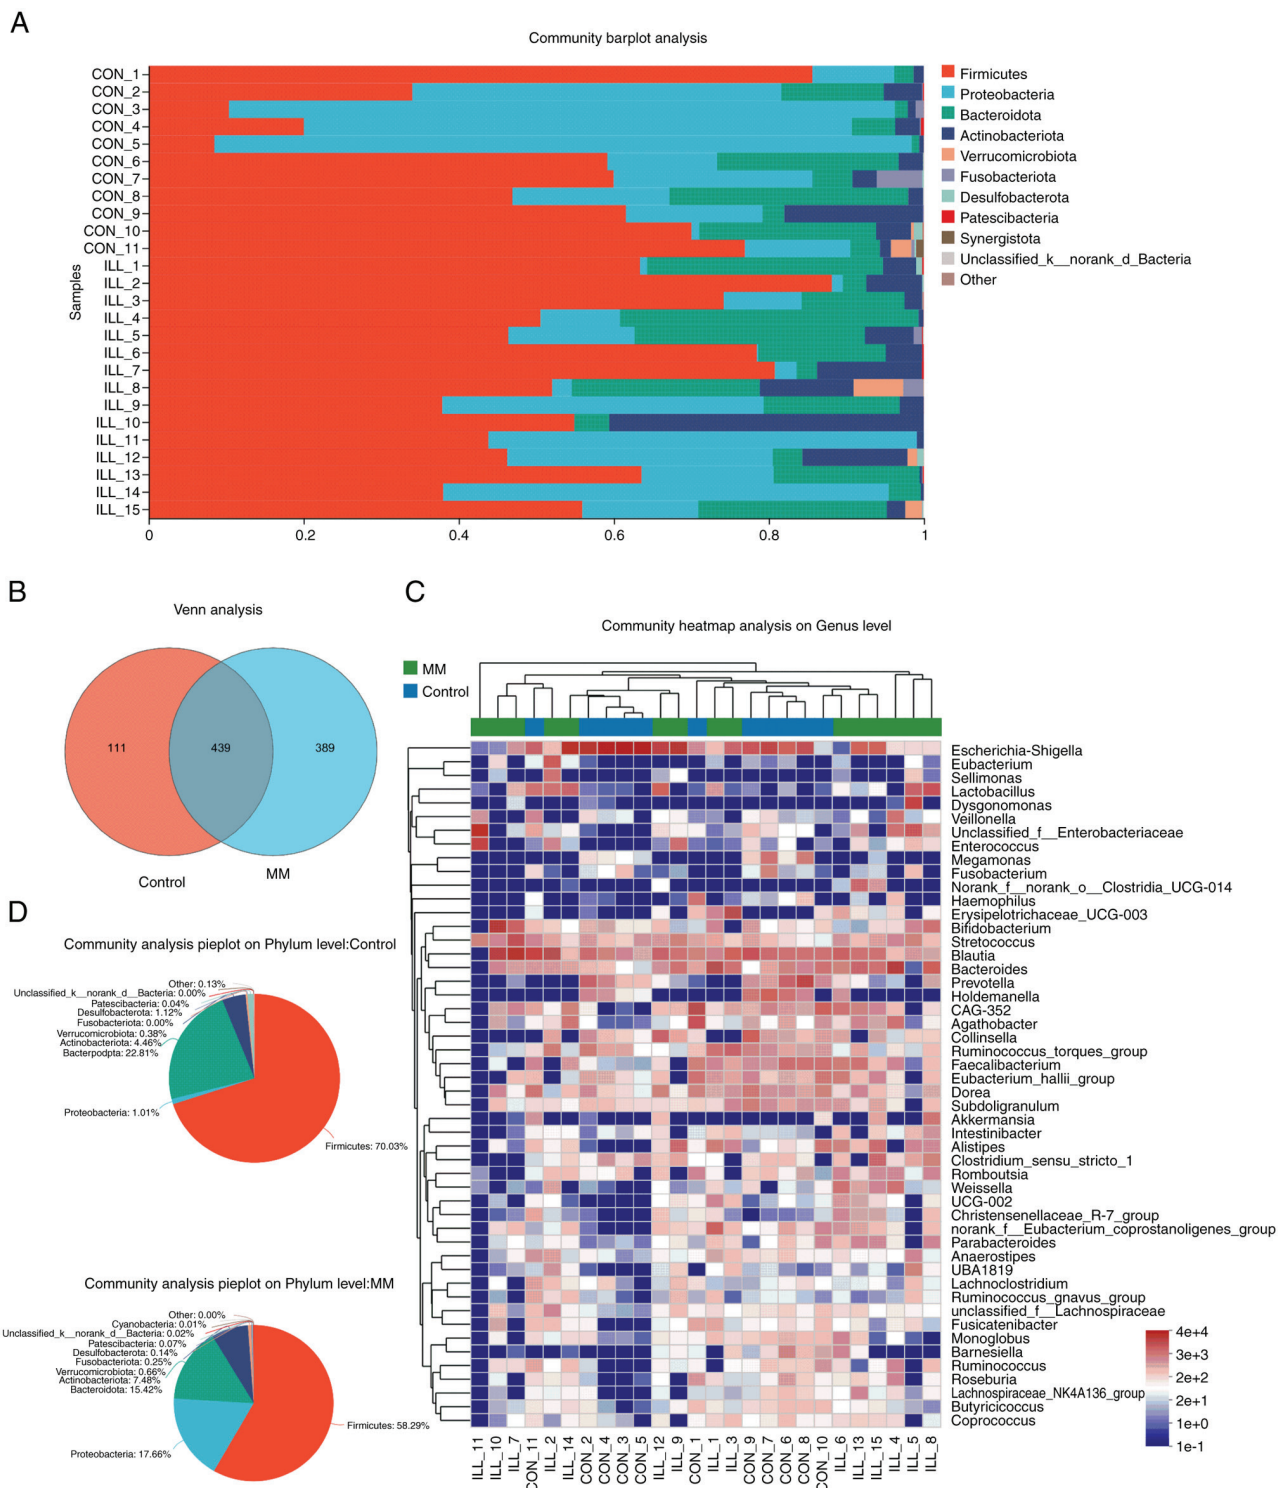 A
Community barplot analysis
CON_1
CON_2
CON_3
CON_4
CON_5
CON_6
CON_7
CON_8
CON_9
CON_10
CON_11
ILL_1
ILL_2
ILL_3
ILL_4
ILL_5
ILL_6
ILL_7
ILL_8
ILL_9
ILL_10
ILL_11
ILL_12
ILL_13
ILL_14
ILL_15
Samples
0 0.2 0.4 0.6 0.8 1
Firmicutes
Proteobacteria
Bacteroidota
Actinobacteriota
Verrucomicrobiota
Fusobacteriota
Desulfobacterota
Patescibacteria
Synergistota
Unclassified_k__norank_d_Bacteria
Other
B
Venn analysis
111
439
389
Control
MM
C
Community heatmap analysis on Genus level
MM
Control
Escherichia-Shigella
Eubacterium
Sellimonas
Lactobacillus
Dysgonomonas
Veillonella
Unclassified_f__Enterobacteriaceae
Enterococcus
Megamonas
Fusobacterium
Norank_f__norank_o__Clostridia_UCG-014
Haemophilus
Erysipelotrichaceae_UCG-003
Bifidobacterium
Stretococcus
Blautia
Bacteroides
Prevotella
Holdemanella
CAG-352
Agathobacter
Collinsella
Ruminococcus_torques_group
Faecalibacterium
Eubacterium_hallii_group
Dorea
Subdoligranulum
Akkermansia
Intestinibacter
Alistipes
Clostridium_sensu_stricto_1
Romboutsia
Weissella
UCG-002
Christensenellaceae_R-7_group
norank_f__Eubacterium_coprostanoligenes_group
Parabacteroides
Anaerostipes
UBA1819
Lachnoclostridium
Ruminococcus_gnavus_group
unclassified_f__Lachnospiraceae
Fusicatenibacter
Monoglobus
Barnesiella
Ruminococcus
Roseburia
Lachnospiraceae_NK4A136_group
Butyricicoccus
Coprococcus
4e+4
3e+3
2e+2
2e+1
1e+0
1e-1
ILL_11
ILL_10
ILL_7
CON_11
ILL_2
ILL_14
CON_2
CON_4
CON_3
CON_5
ILL_12
ILL_9
CON_1
ILL_1
ILL_3
CON_9
CON_7
CON_6
CON_8
CON_10
ILL_6
ILL_13
ILL_15
ILL_4
ILL_5
ILL_8
D
Community analysis pieplot on Phylum level:Control
Other: 0.13%
Unclassified_k__norank_d__Bacteria: 0.00%
Patescibacteria: 0.04%
Desulfobacterota: 1.12%
Fusobacteriota: 0.00%
Verrucomicrobiota: 0.38%
Actinobacteriota: 4.46%
Bacterpodpta: 22.81%
Proteobacteria: 1.01%
Firmicutes: 70.03%
Community analysis pieplot on Phylum level:MM
Other: 0.00%
Cyanobacteria: 0.01%
Unclassified_k__norank_d__Bacteria: 0.02%
Patescibacteria: 0.07%
Desulfobacterota: 0.14%
Fusobacteriota: 0.25%
Verrucomicrobiota: 0.66%
Actinobacteriota: 7.48%
Bacteroidota: 15.42%
Proteobacteria: 17.66%
Firmicutes: 58.29%